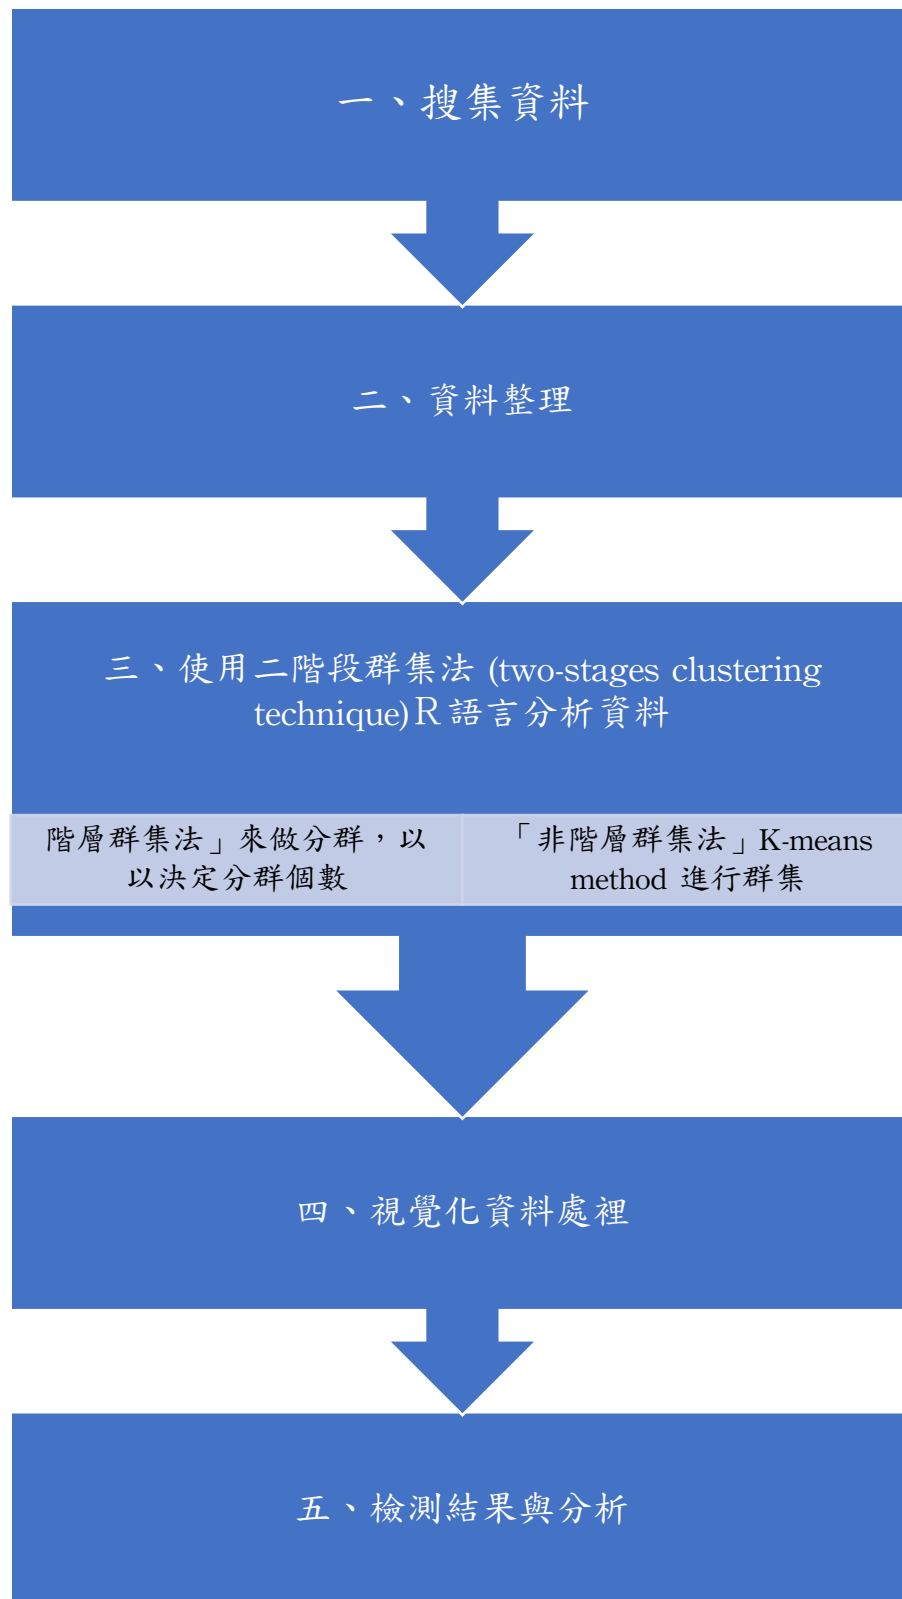 一、搜集資料
二、資料整理
三、使用二階段群集法 (two-stages clustering
technique)R語言分析資料
階層群集法」來做分群，以
以決定分群個數
「非階層群集法」K-means
method 進行群集
四、視覺化資料處裡
五、檢測結果與分析